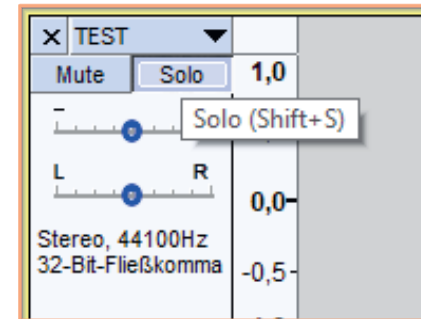 TEST
Mute Solo 1,0
Solo (Shift+S)
L R
0,0
Stereo, 44100Hz
32-Bit-Fließkomma
-0,5